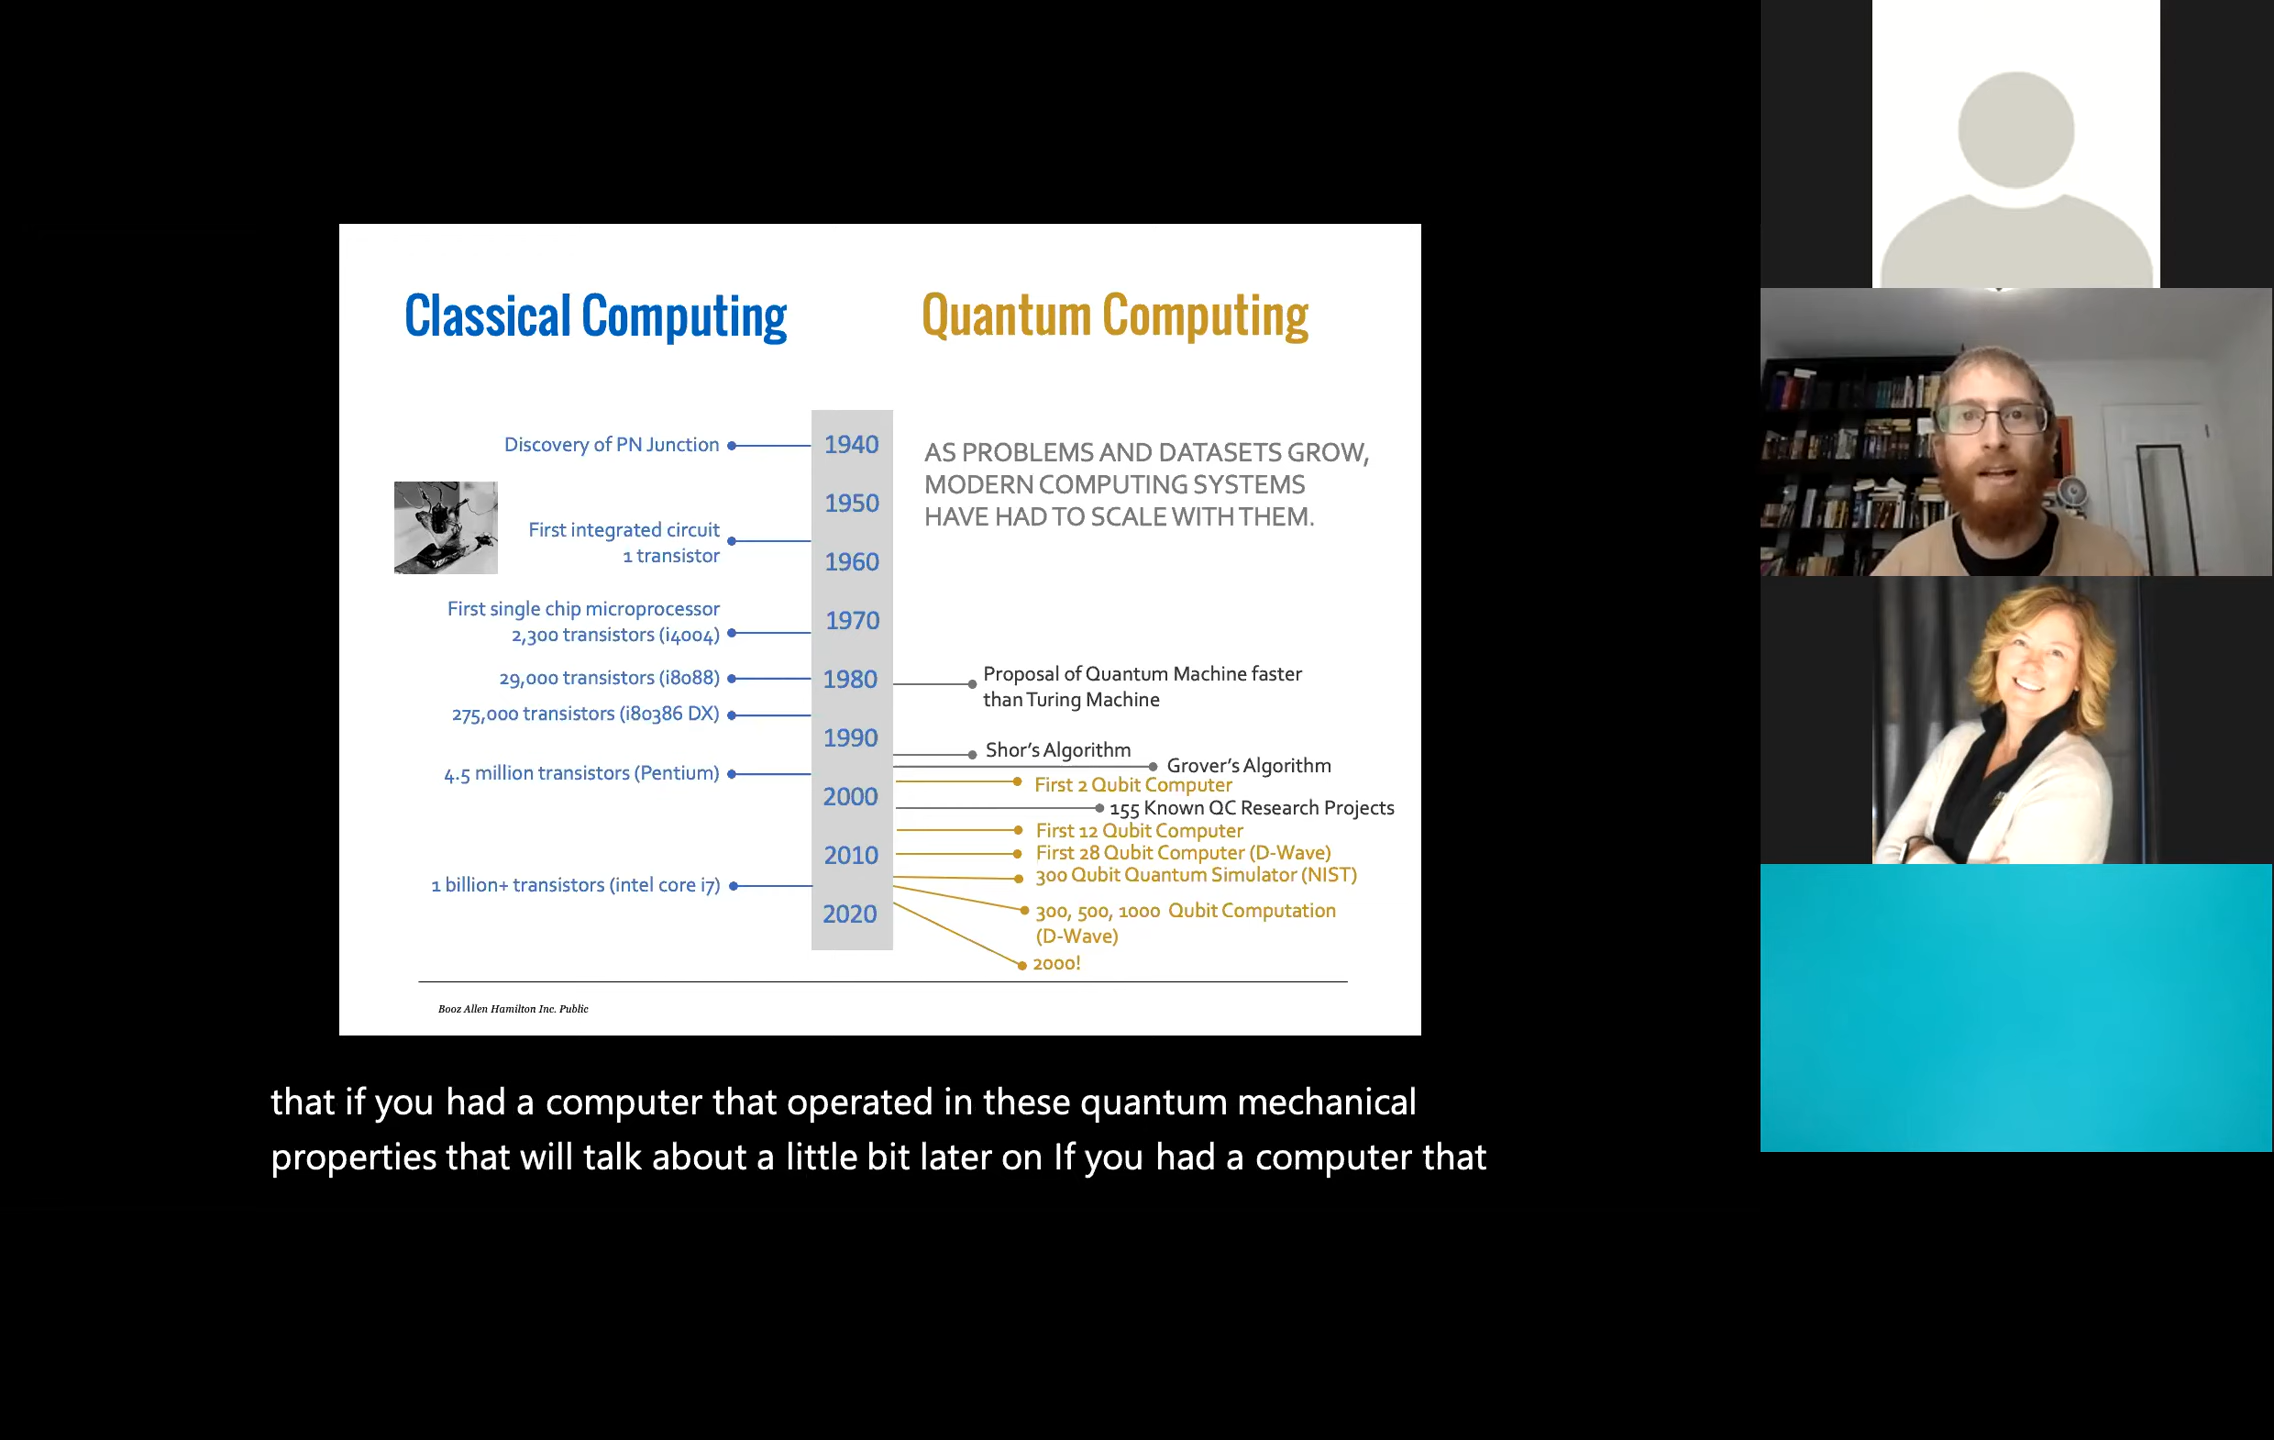 Classical Computing
Quantum Computing
Discovery of PN Junction
First integrated circuit
1 transistor
First single chip microprocessor
2,300 transistors (i4004)
29,000 transistors (i8088)
275,000 transistors (i80386 DX)
4.5 million transistors (Pentium)
1 billion+ transistors (intel core i7)
1940
1950
1960
1970
1980
1990
2000
2010
2020
AS PROBLEMS AND DATASETS GROW,
MODERN COMPUTING SYSTEMS
HAVE HAD TO SCALE WITH THEM.
Proposal of Quantum Machine faster
than Turing Machine
Shor's Algorithm
Grover's Algorithm
First 2 Qubit Computer
155 Known QC Research Projects
First 12 Qubit Computer
First 28 Qubit Computer (D-Wave)
300 Qubit Quantum Simulator (NIST)
300, 500, 1000 Qubit Computation
(D-Wave)
2000!
Booz Allen Hamilton Inc. Public
that if you had a computer that operated in these quantum mechanical
properties that will talk about a little bit later on If you had a computer that